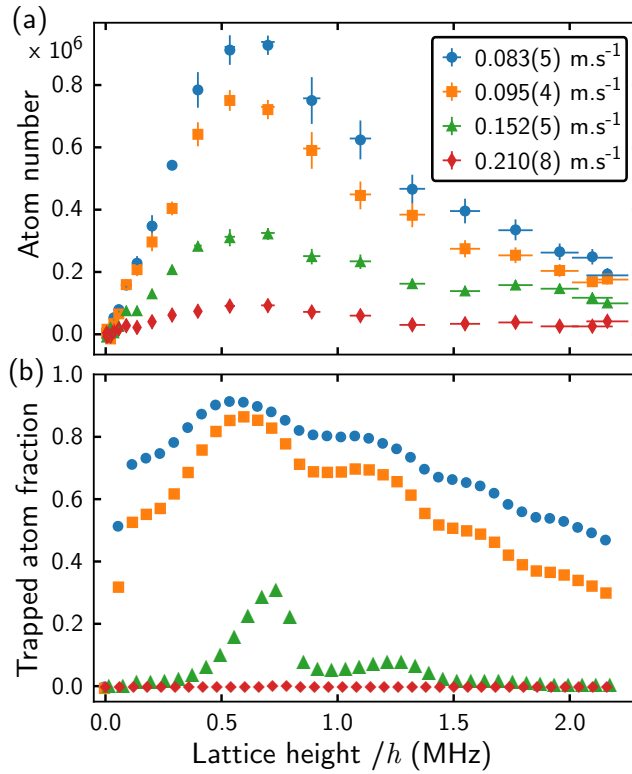 (a)
× 10⁶
0.083(5) m.s⁻¹
0.095(4) m.s⁻¹
0.152(5) m.s⁻¹
0.210(8) m.s⁻¹
Atom number
0.8
0.6
0.4
0.2
0.0
(b)
Trapped atom fraction
1.0
0.8
0.6
0.4
0.2
0.0
0.0 0.5 1.0 1.5 2.0
Lattice height /h (MHz)